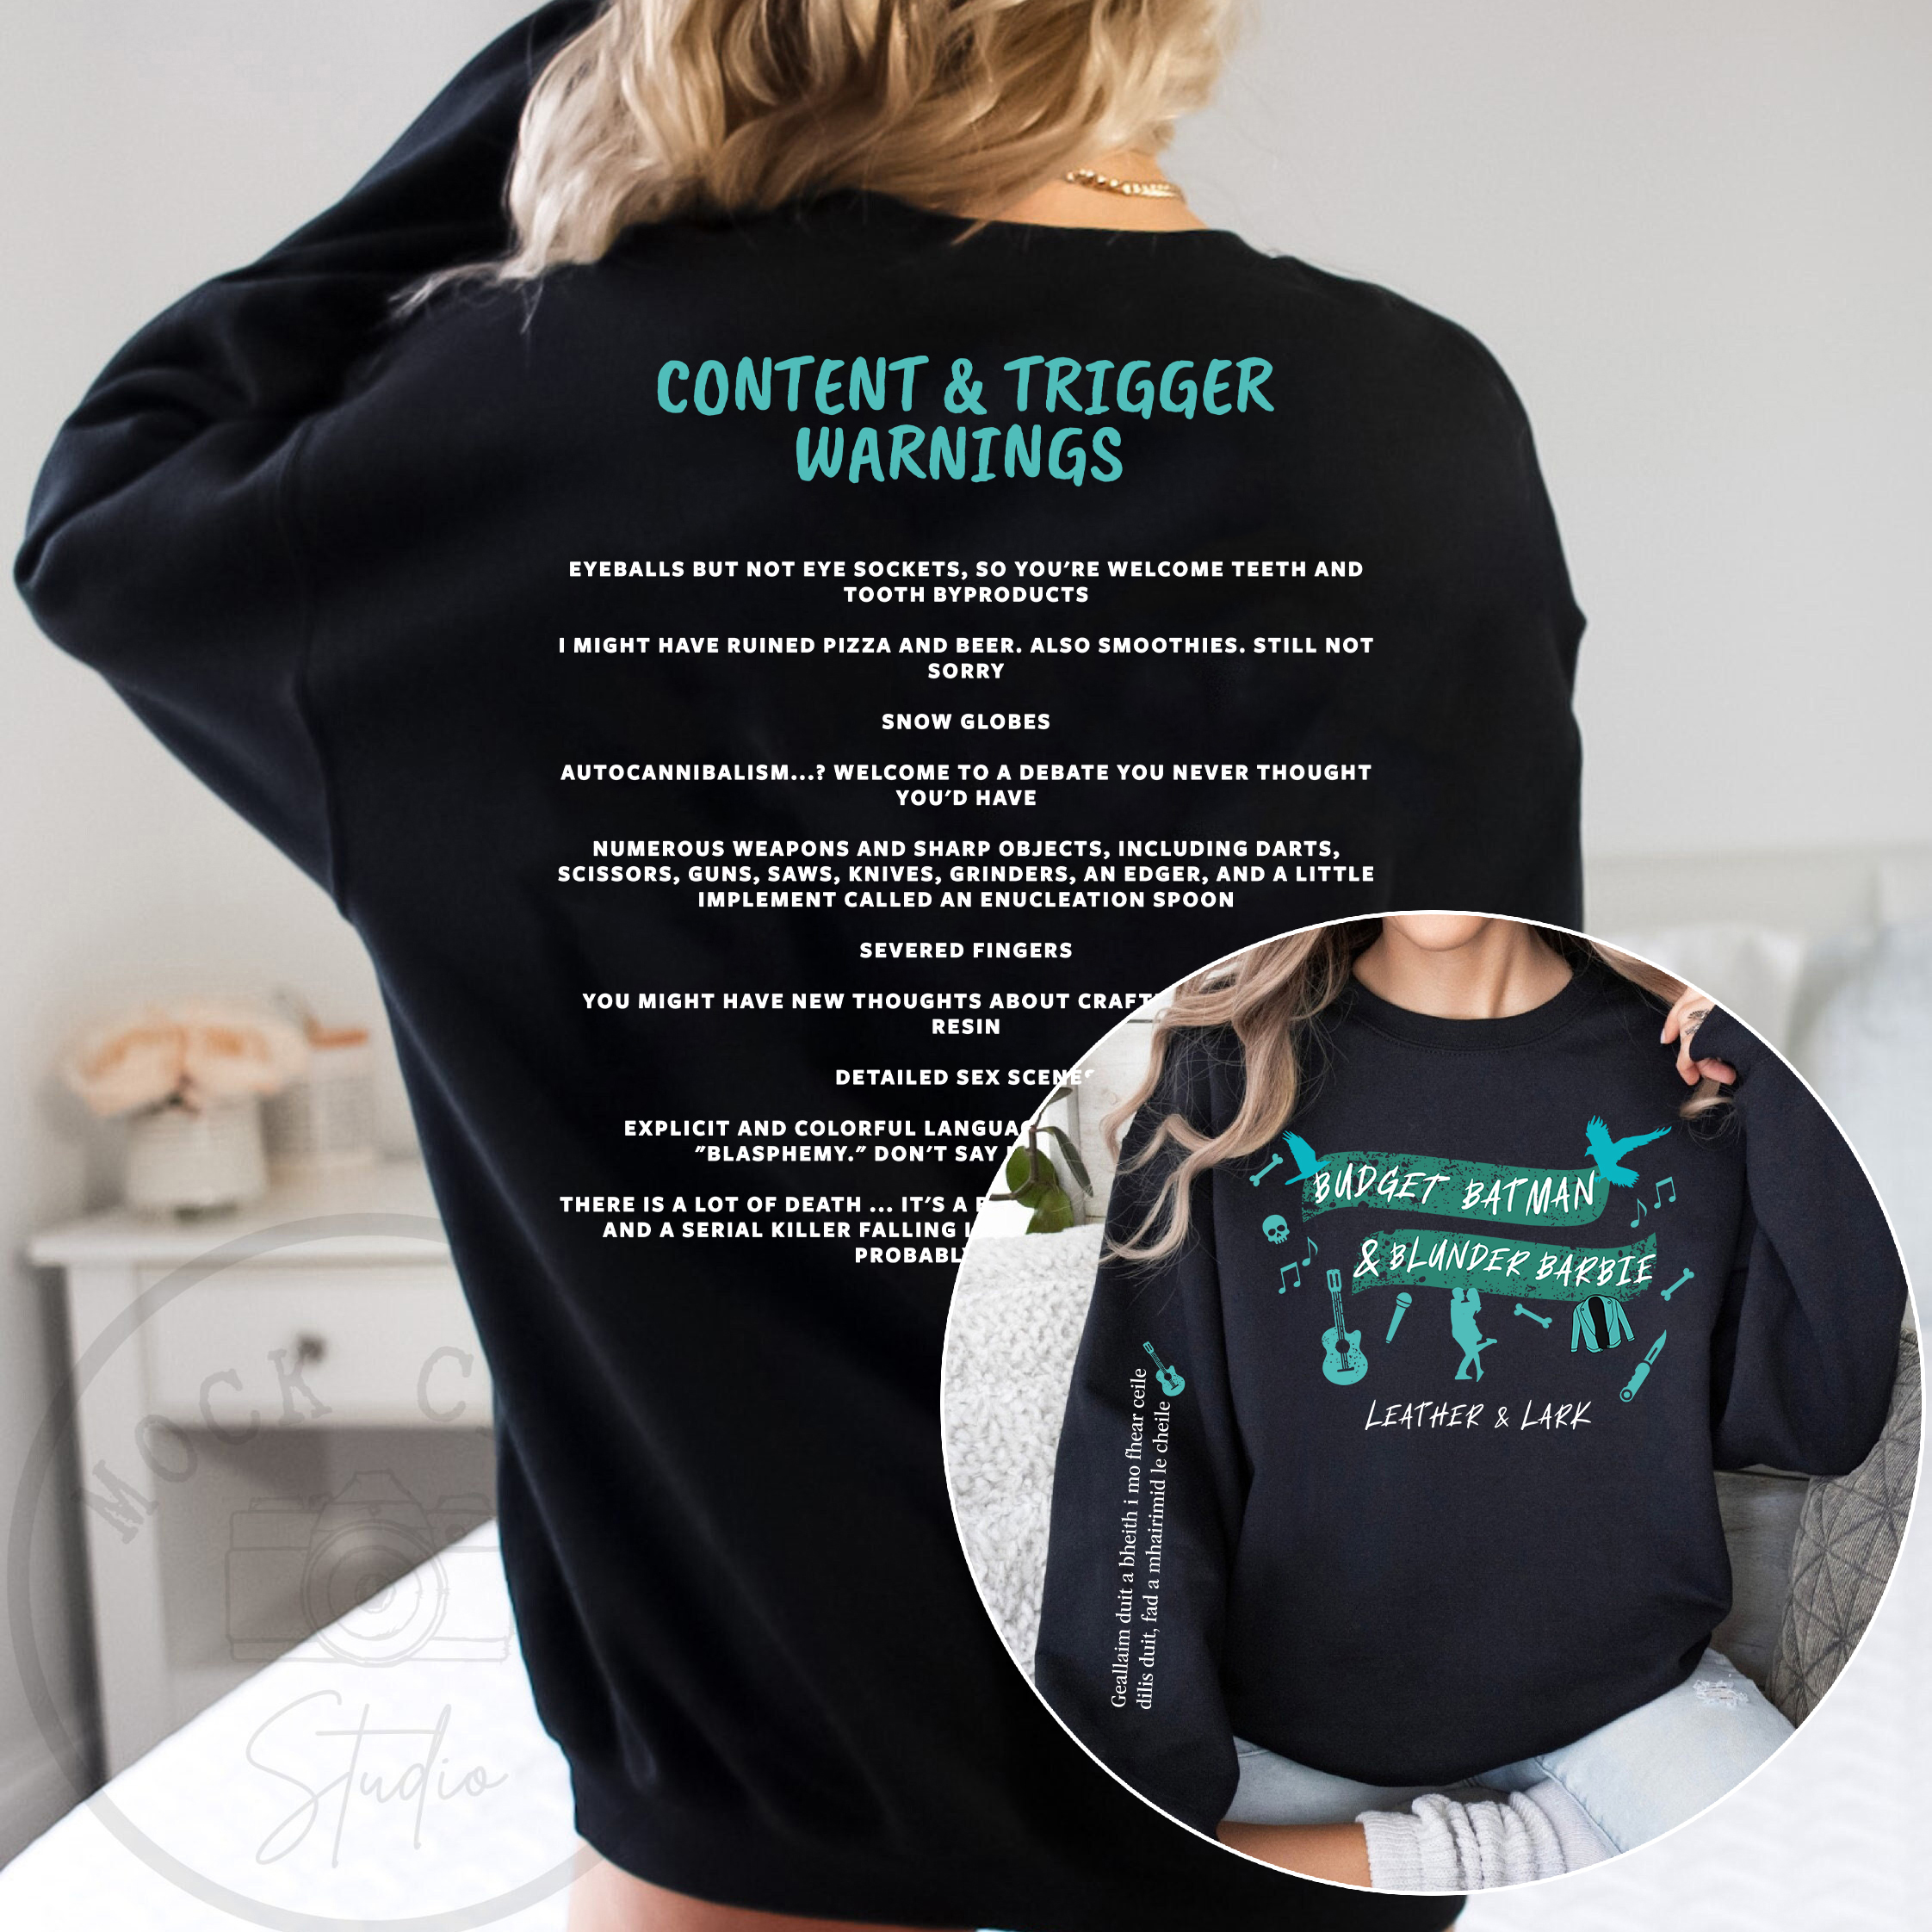 CONTENT & TRIGGER
WARNINGS
EYEBALLS BUT NOT EYE SOCKETS, SO YOU'RE WELCOME TEETH AND
TOOTH BYPRODUCTS
I MIGHT HAVE RUINED PIZZA AND BEER. ALSO SMOOTHIES. STILL NOT
SORRY
SNOW GLOBES
AUTOCANNIBALISM...? WELCOME TO A DEBATE YOU NEVER THOUGHT
YOU'D HAVE
NUMEROUS WEAPONS AND SHARP OBJECTS, INCLUDING DARTS,
SCISSORS, GUNS, SAWS, KNIVES, GRINDERS, AN EDGER, AND A LITTLE
IMPLEMENT CALLED AN ENUCLEATION SPOON
SEVERED FINGERS
YOU MIGHT HAVE NEW THOUGHTS ABOUT
RESIN
DETAILED SEX
EXPLICIT AND COLORFUL
"BLASPHEMY." DON'T SAY
THERE IS A LOT OF DEATH ... IT'S A
AND A SERIAL KILLER FALLING
BUDGET BATMAN
& BLUNDER BARBIE
LEATHER & LARK
Geallaim duit a bheith i mo fhear ceile
dilis duit, fad a mhairimid le cheile
MOCK
Studio